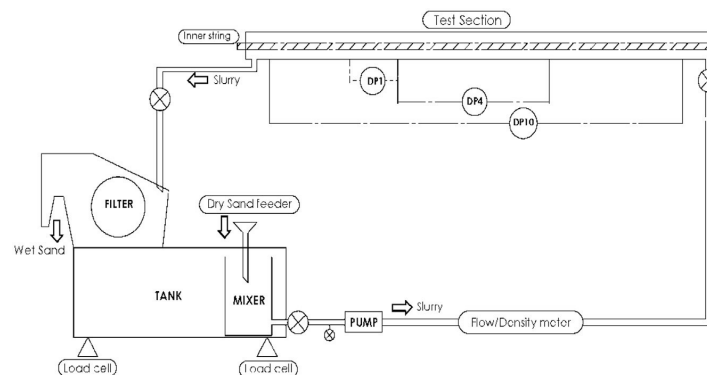 Test Section
Inner string
Slurry
DP1
DP4
DP10
FILTER
Dry Sand feeder
Wet Sand
TANK
MIXER
Slurry
PUMP
Flow/Density meter
Load cell
Load cell